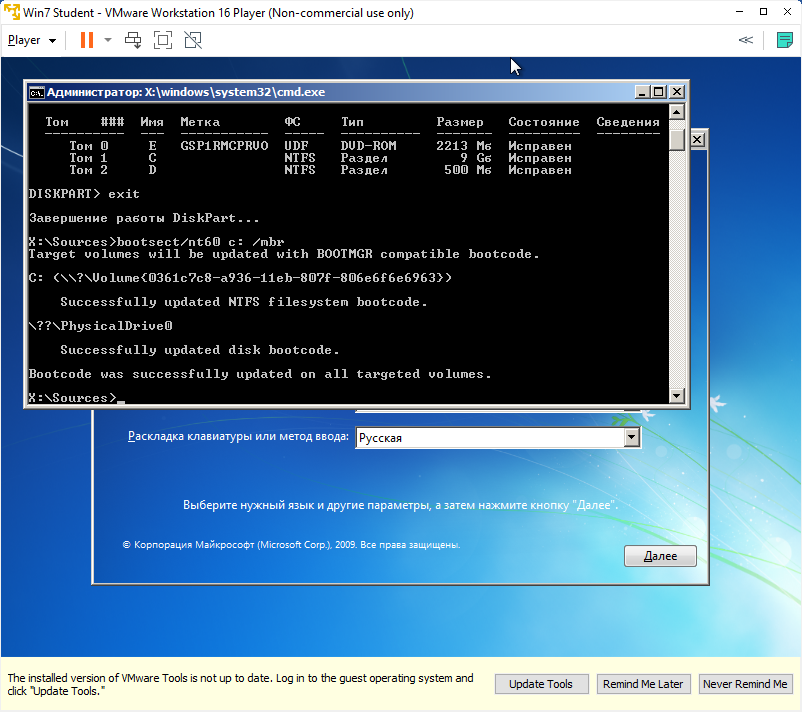 Win7 Student - VMware Workstation 16 Player (Non-commercial use only)
Player
Администратор: X:\windows\system32\cmd.exe
Том ### Имя Метка ФС Тип Размер Состояние Сведения
Том 0 E GSP1RMCPRVO UDF DVD-ROM 2213 Мб Исправен
Том 1 C NTFS Раздел 9 Gб Исправен
Том 2 D NTFS Раздел 500 Мб Исправен
DISKPART> exit
Завершение работы DiskPart...
X:\Sources>bootsect/nt60 c: /mbr
Target volumes will be updated with BOOTMGR compatible bootcode.
C: (\\?\Volume{0361c7c8-a936-11eb-807f-806e6f6e6963})
Successfully updated NTFS filesystem bootcode.
\??\PhysicalDrive0
Successfully updated disk bootcode.
Bootcode was successfully updated on all targeted volumes.
X:\Sources>_
Раскладка клавиатуры или метод ввода: Русская
Выберите нужный язык и другие параметры, а затем нажмите кнопку "Далее".
© Корпорация Майкрософт (Microsoft Corp.), 2009. Все права защищены.
Далее
The installed version of VMware Tools is not up to date. Log in to the guest operating system and
click "Update Tools."
Update Tools
Remind Me Later
Never Remind Me